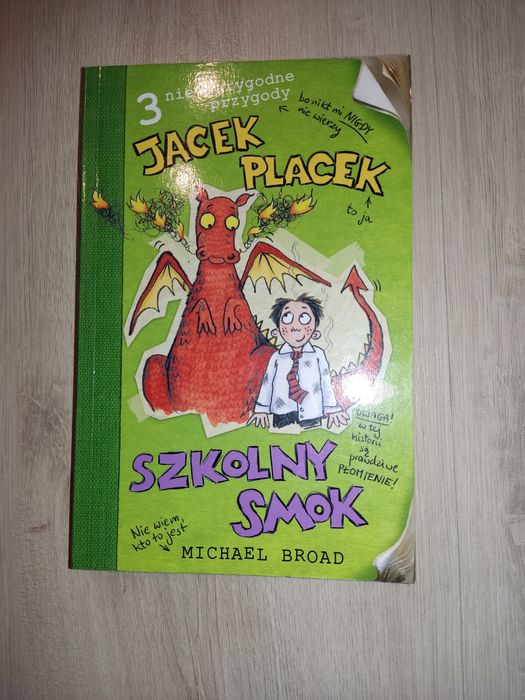 3 niewiarygodne
przygody
bo nikt mi NIGDY
nie wierzy
JACEK
PLACEK
to ja
UWAGA!
w tej
historii
są
prawdziwe
PŁOMIENIE!
SZKOLNY
SMOK
Nie wiem,
kto to jest
MICHAEL BROAD